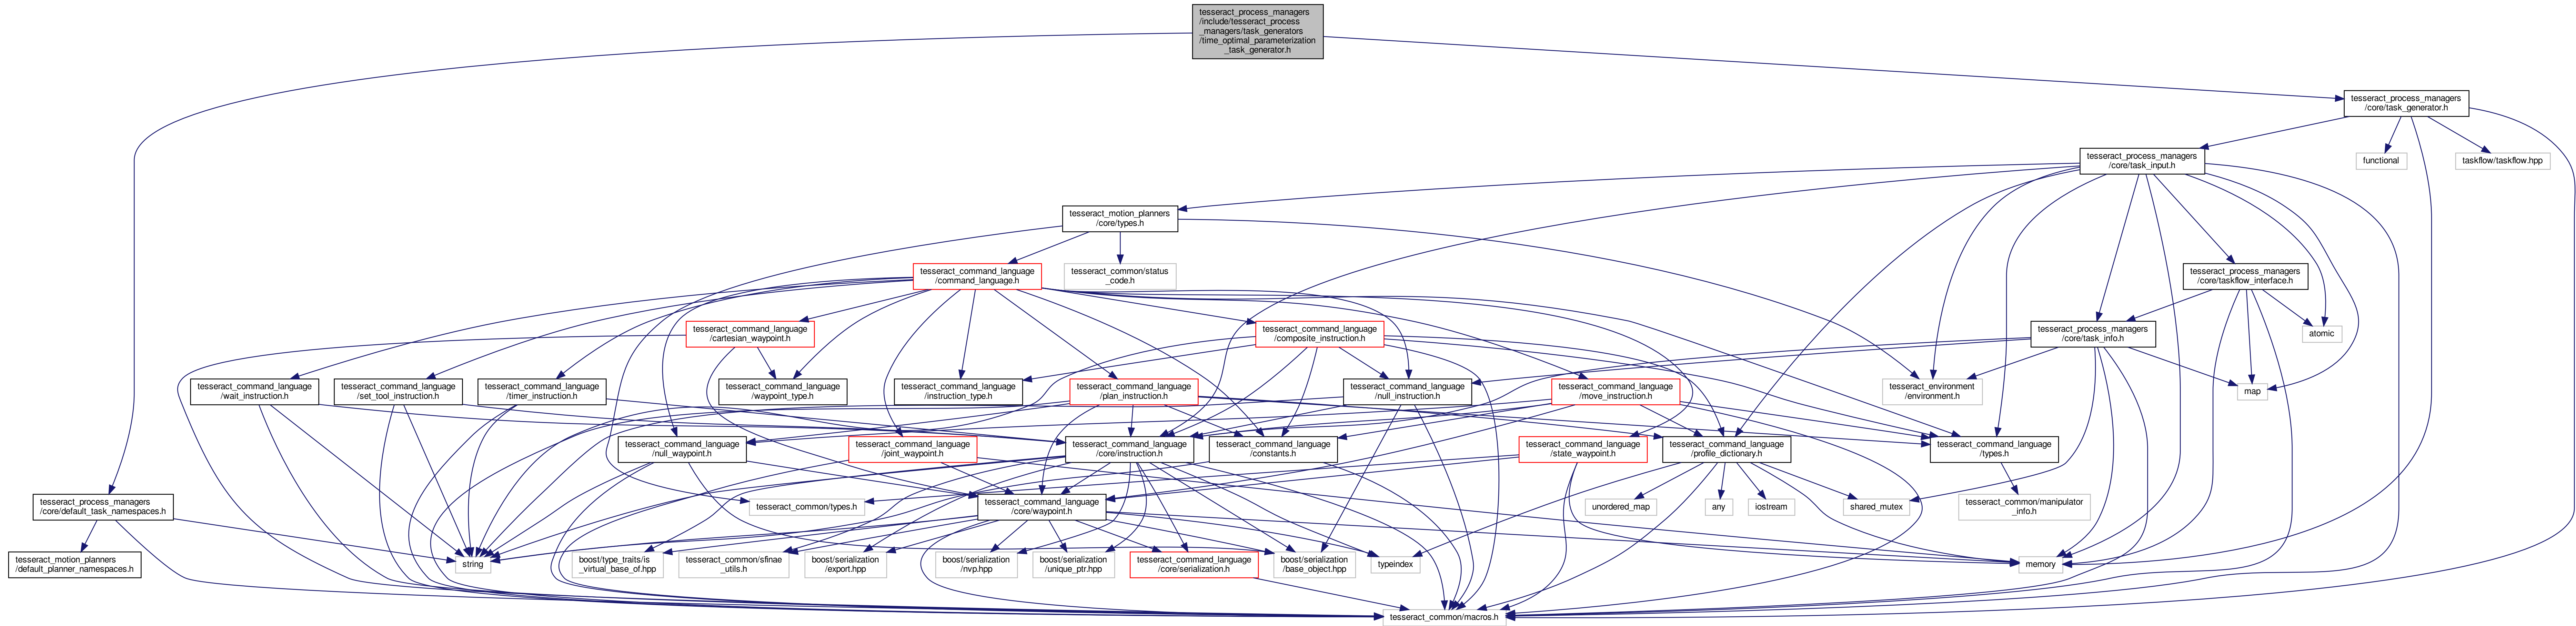 tesseract_process_managers
/include/tesseract_process
_managers/task_generators
/time_optimal_parameterization
_task_generator.h
tesseract_process_managers
/core/task_generator.h
tesseract_process_managers
/core/task_input.h
functional
taskflow/taskflow.hpp
tesseract_motion_planners
/core/types.h
tesseract_command_language
/command_language.h
tesseract_common/status
_code.h
tesseract_process_managers
/core/taskflow_interface.h
tesseract_command_language
/cartesian_waypoint.h
tesseract_command_language
/composite_instruction.h
tesseract_process_managers
/core/task_info.h
atomic
tesseract_command_language
/wait_instruction.h
tesseract_command_language
/set_tool_instruction.h
tesseract_command_language
/timer_instruction.h
tesseract_command_language
/waypoint_type.h
tesseract_command_language
/instruction_type.h
tesseract_command_language
/plan_instruction.h
tesseract_command_language
/null_instruction.h
tesseract_command_language
/move_instruction.h
tesseract_environment
/environment.h
map
tesseract_command_language
/null_waypoint.h
tesseract_command_language
/joint_waypoint.h
tesseract_command_language
/core/instruction.h
tesseract_command_language
/constants.h
tesseract_command_language
/state_waypoint.h
tesseract_command_language
/profile_dictionary.h
tesseract_command_language
/types.h
tesseract_process_managers
/core/default_task_namespaces.h
tesseract_common/types.h
tesseract_command_language
/core/waypoint.h
unordered_map
any
iostream
shared_mutex
tesseract_common/manipulator
_info.h
tesseract_motion_planners
/default_planner_namespaces.h
string
boost/type_traits/is
_virtual_base_of.hpp
tesseract_common/sfinae
_utils.h
boost/serialization
/export.hpp
boost/serialization
/nvp.hpp
boost/serialization
/unique_ptr.hpp
tesseract_command_language
/core/serialization.h
boost/serialization
/base_object.hpp
typeindex
memory
tesseract_common/macros.h